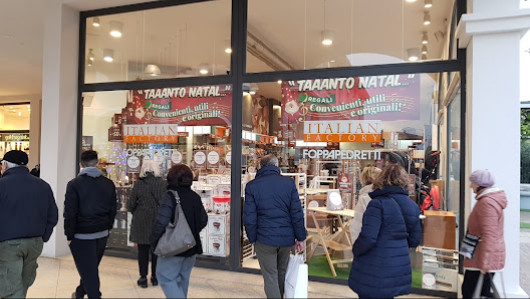 "TAAANTO NATAL..."
REGALI
Convenienti, utili
e originali!
ITALIAN
FACTORY
"TAAANTO NATAL..."
REGALI
Convenienti, utili
e originali!
ITALIAN
FACTORY
FOPPAPEDRETTI